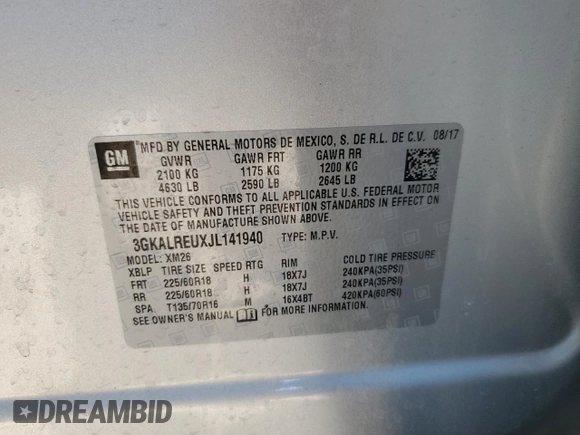 GM
MFD BY GENERAL MOTORS DE MEXICO, S. DE R.L. DE C.V. 08/17
GVWR GAWR FRT GAWR RR
2100 KG 1175 KG 1200 KG
4630 LB 2590 LB 2645 LB
THIS VEHICLE CONFORMS TO ALL APPLICABLE U.S. FEDERAL MOTOR
VEHICLE SAFETY AND THEFT PREVENTION STANDARDS IN EFFECT ON
THE DATE OF MANUFACTURE SHOWN ABOVE.
3GKALREUXJL141940 TYPE: M.P.V.
MODEL: XM26
XBLP TIRE SIZE SPEED RTG RIM COLD TIRE PRESSURE
FRT 225/60R18 H 18X7J 240KPA(35PSI)
RR 225/60R18 H 18X7J 240KPA(35PSI)
SPA T135/70R16 M 16X4BT 420KPA(60PSI)
SEE OWNER'S MANUAL FOR MORE INFORMATION.
DREAMBID